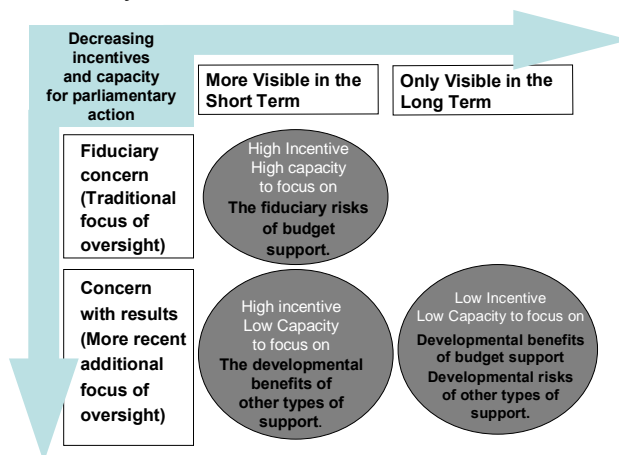 Decreasing
incentives
and capacity
for parliamentary
action
More Visible in the
Short Term
Only Visible in the
Long Term
Fiduciary
concern
(Traditional
focus of
oversight)
High Incentive
High capacity
to focus on
The fiduciary risks
of budget
support.
Concern
with results
(More recent
additional
focus of
oversight)
High incentive
Low Capacity
to focus on
The developmental
benefits of
other types of
support.
Low Incentive
Low Capacity to focus on
Developmental benefits
of budget support
Developmental risks
of other types of
support.